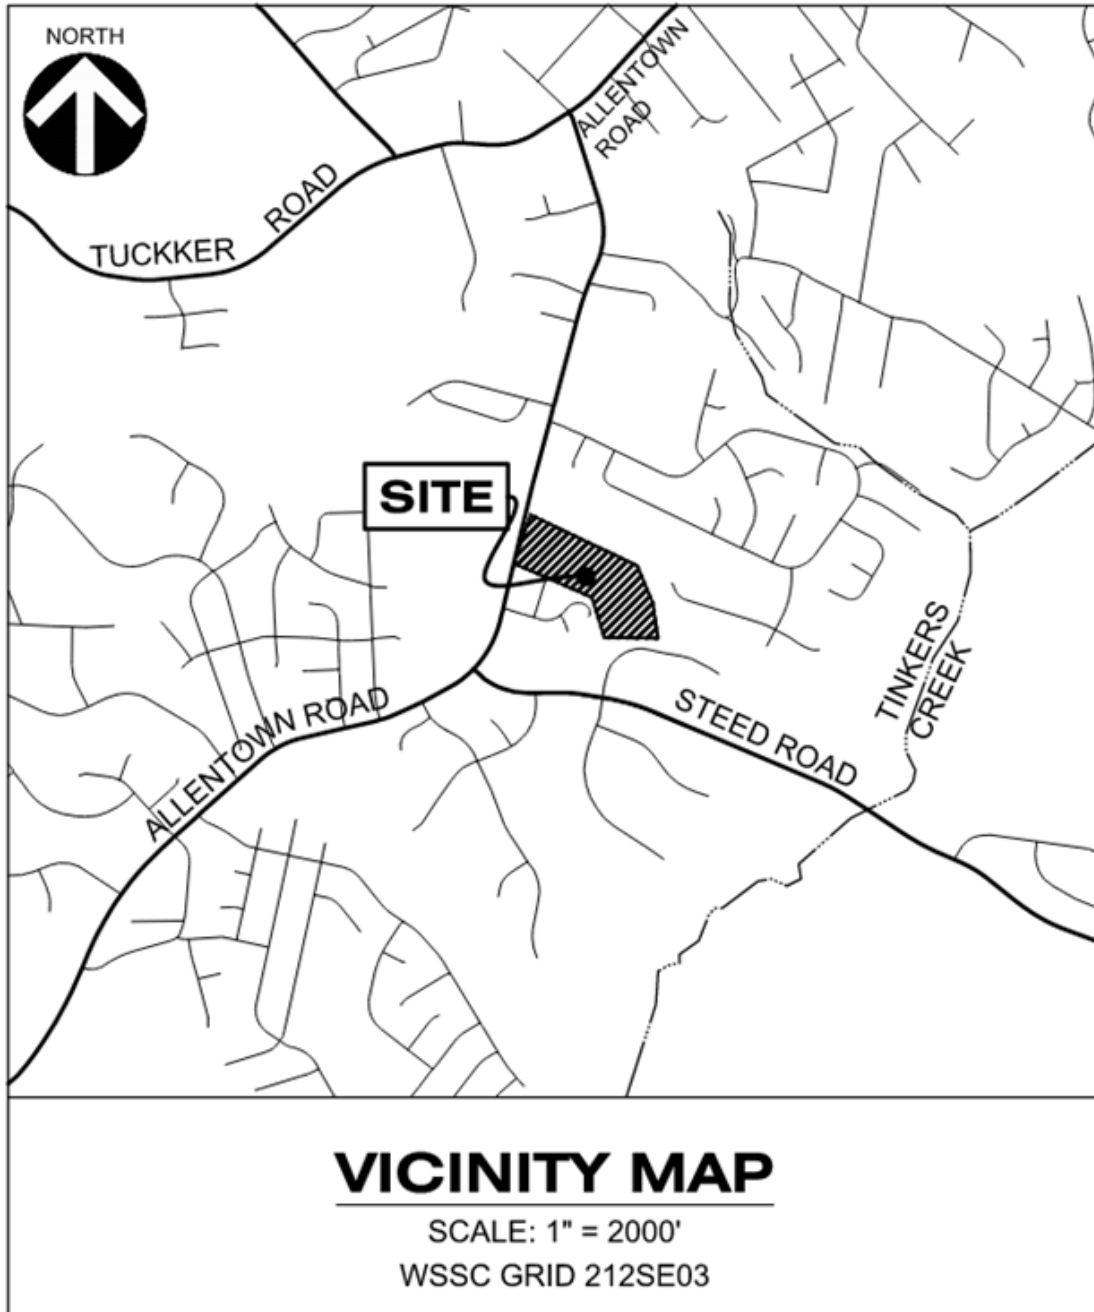 NORTH
ALLENTOWN
ROAD
TUCKKER ROAD
SITE
TINKERS
CREEK
STEED ROAD
ALLENTOWN ROAD
VICINITY MAP
SCALE: 1" = 2000'
WSSC GRID 212SE03